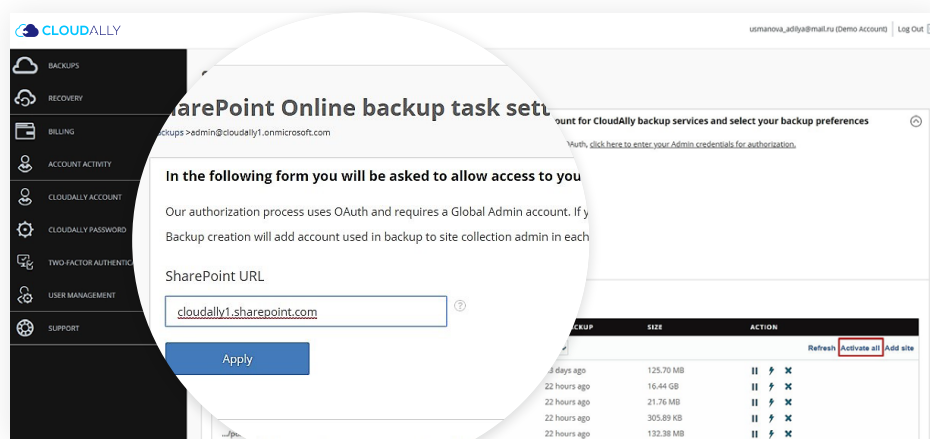 CLOUDALLY
usmanova_adilya@mail.ru (Demo Account) Log Out
BACKUPS
RECOVERY
BILLING
ACCOUNT ACTIVITY
CLOUDALLY ACCOUNT
CLOUDALLY PASSWORD
TWO-FACTOR AUTHENTICA
USER MANAGEMENT
SUPPORT
harePoint Online backup task sett
ackups >admin@cloudally1.onmicrosoft.com
ount for CloudAlly backup services and select your backup preferences
OAuth, click here to enter your Admin credentials for authorization.
In the following form you will be asked to allow access to you
Our authorization process uses OAuth and requires a Global Admin account. If y
Backup creation will add account used in backup to site collection admin in each
SharePoint URL
cloudally1.sharepoint.com
?
Apply
CKUP SIZE ACTION
Refresh Activate all Add site
days ago 125.70 MB
22 hours ago 16.44 GB
22 hours ago 21.76 MB
22 hours ago 305.89 KB
22 hours ago 132.38 MB